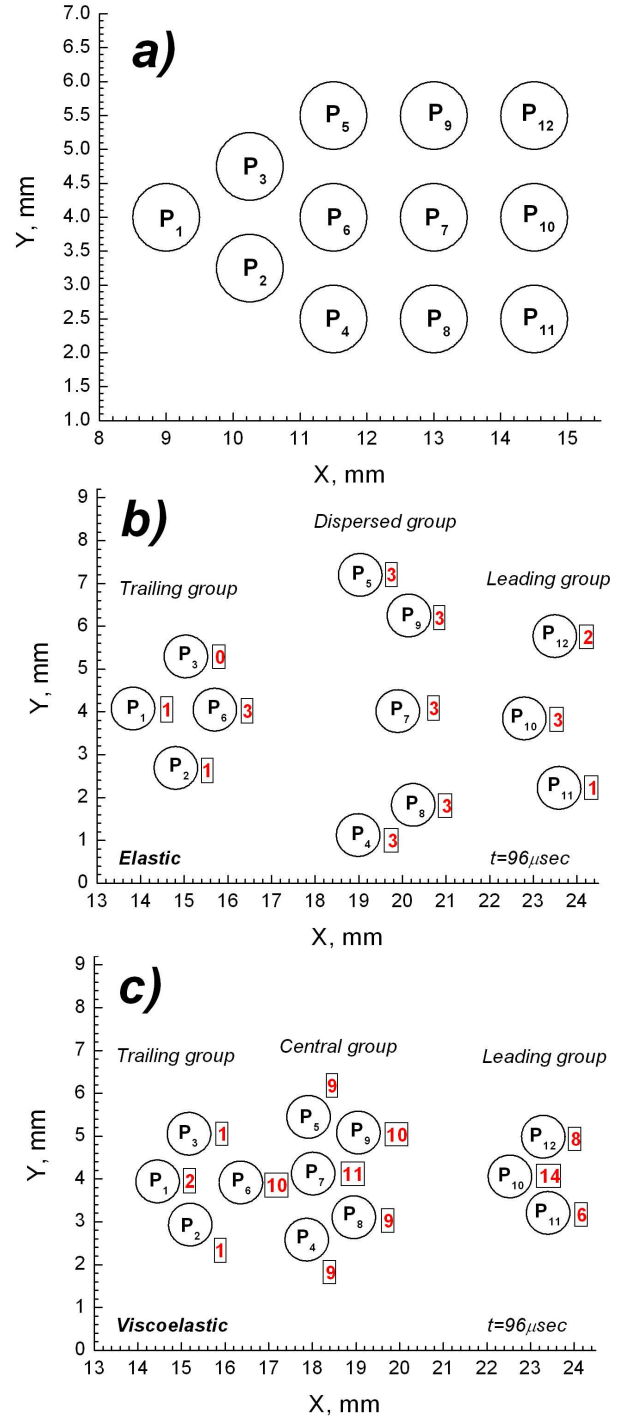 a)
7.0
6.5
6.0
5.5
5.0
4.5
4.0
3.5
3.0
2.5
2.0
1.5
1.0
Y, mm
P5 P9 P12
P3
P1 P6 P7 P10
P2
P4 P8 P11
8 9 10 11 12 13 14 15
X, mm
b)
9
8
7
6
5
4
3
2
1
0
Y, mm
Dispersed group
Trailing group
Leading group
P5 3
P9 3
P12 2
P3 0
P1 1 P6 3 P7 3 P10 3
P2 1
P11 1
P8 3
P4 3
Elastic t=96μsec
13 14 15 16 17 18 19 20 21 22 23 24
X, mm
c)
9
8
7
6
5
4
3
2
1
0
Y, mm
Trailing group Central group Leading group
9
P5
P3 1 P9 10 P12 8
P1 2 P6 10 P7 11 P10 14
P2 P8 9 P11 6
1 P4
9
Viscoelastic t=96μsec
13 14 15 16 17 18 19 20 21 22 23 24
X, mm